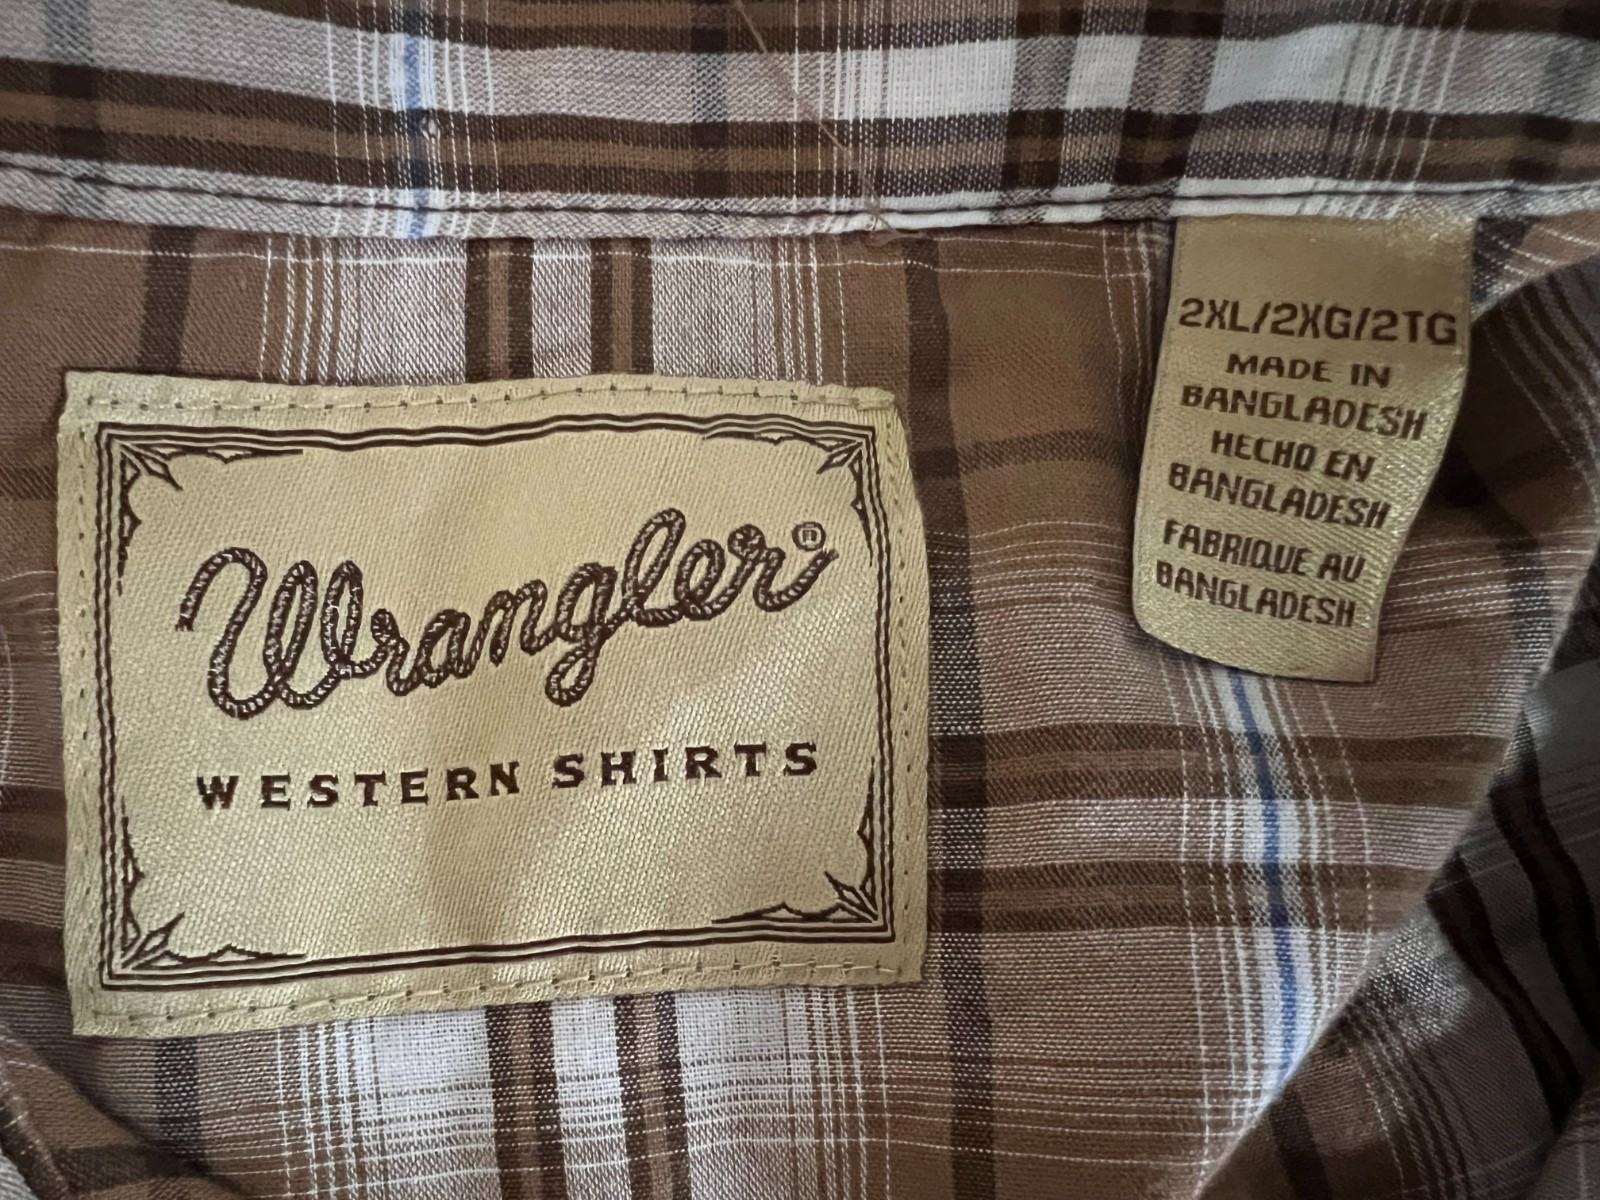 Wrangler®
WESTERN SHIRTS
2XL/2XG/2TG
MADE IN
BANGLADESH
HECHO EN
BANGLADESH
FABRIQUE AU
BANGLADESH